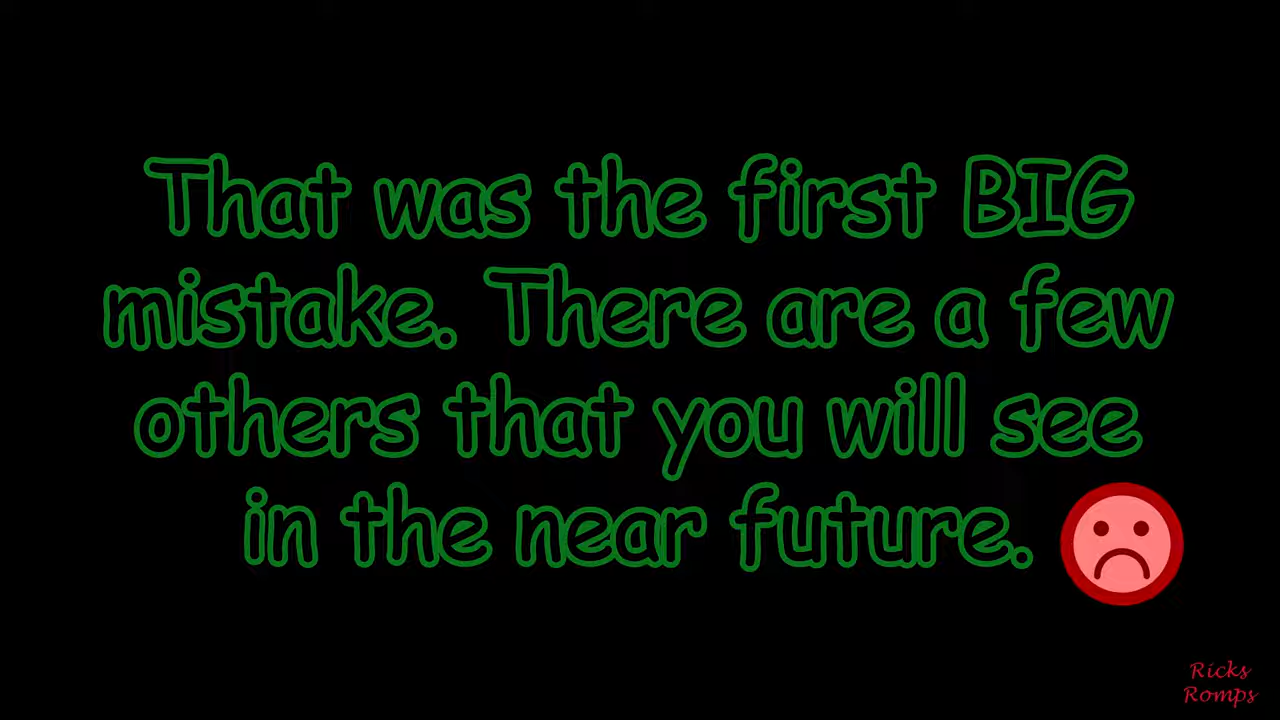 That was the first BIG
mistake. There are a few
others that you will see
in the near future.
Ricks
Romps